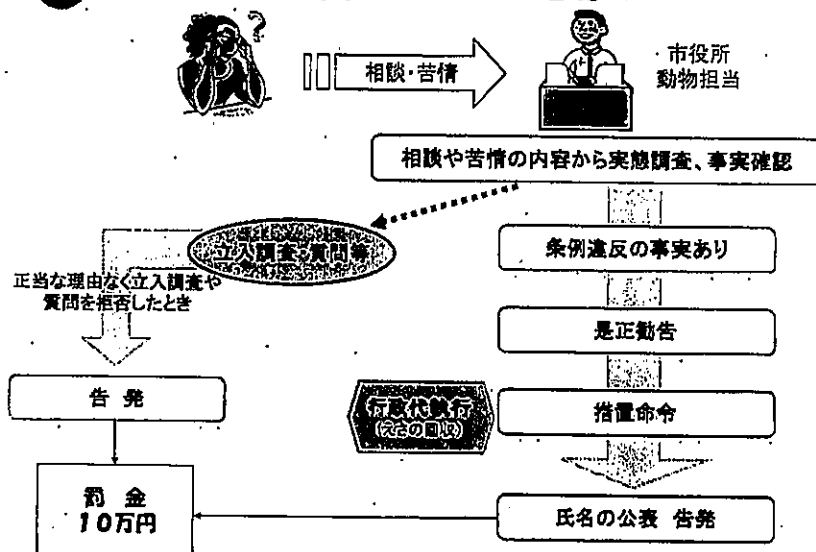 ?
相談・苦情
市役所
動物担当
相談や苦情の内容から実態調査、事実確認
立入調査・質問等
条例違反の事実あり
正当な理由なく立入調査や
質問を拒否したとき
是正勧告
告発
行政代執行
(えさの回収)
措置命令
罰金
10万円
氏名の公表 告発